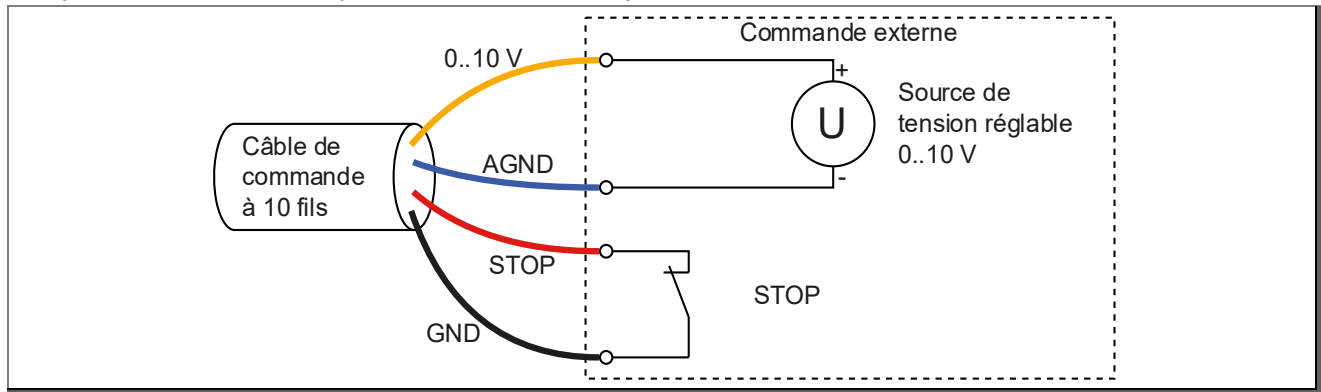 Commande externe
0..10 V
+
U
Source de
tension réglable
0..10 V
-
Câble de
commande
à 10 fils
AGND
STOP
STOP
GND